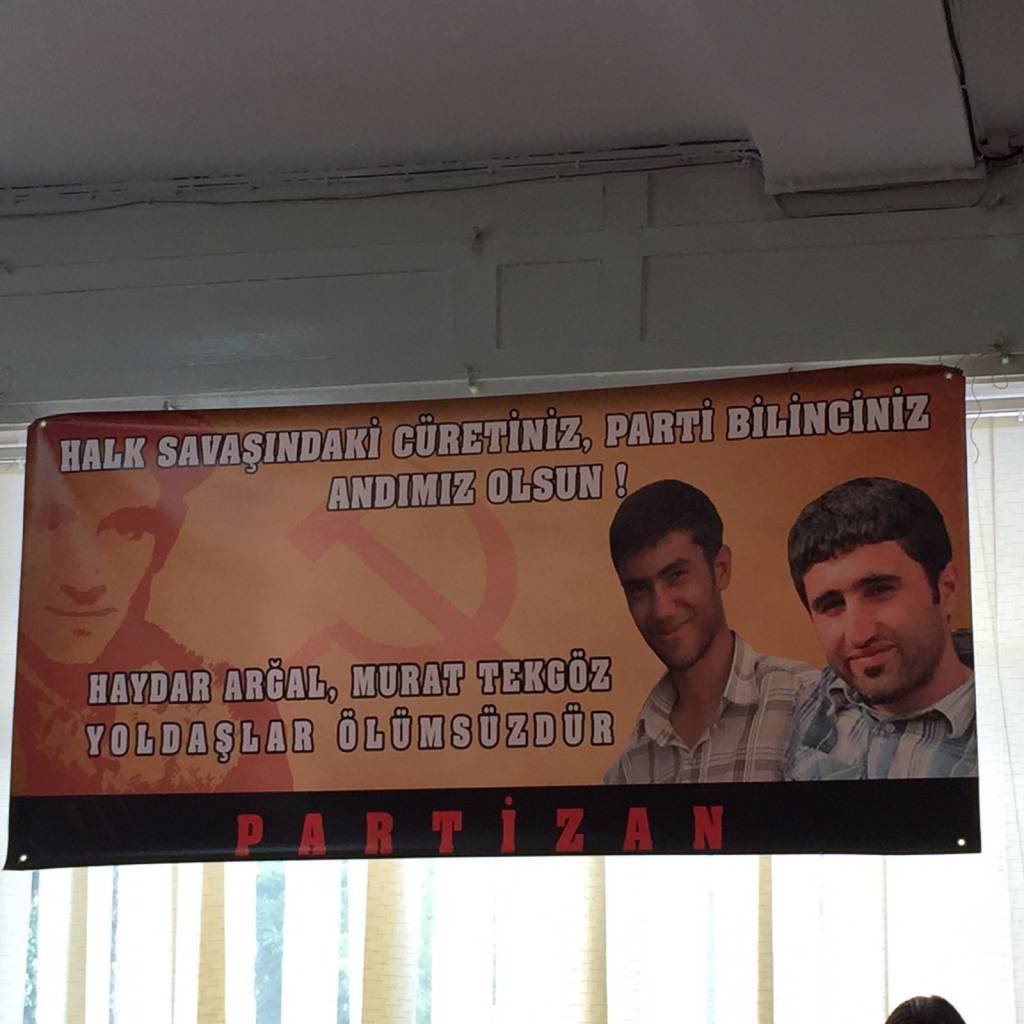 HALK SAVAŞINDAKİ CÜRETİNİZ, PARTİ BİLİNCİNİZ
ANDIMIZ OLSUN !
HAYDAR ARĞAL, MURAT TEKGÖZ
YOLDAŞLAR ÖLÜMSÜZDÜR
PARTİZAN